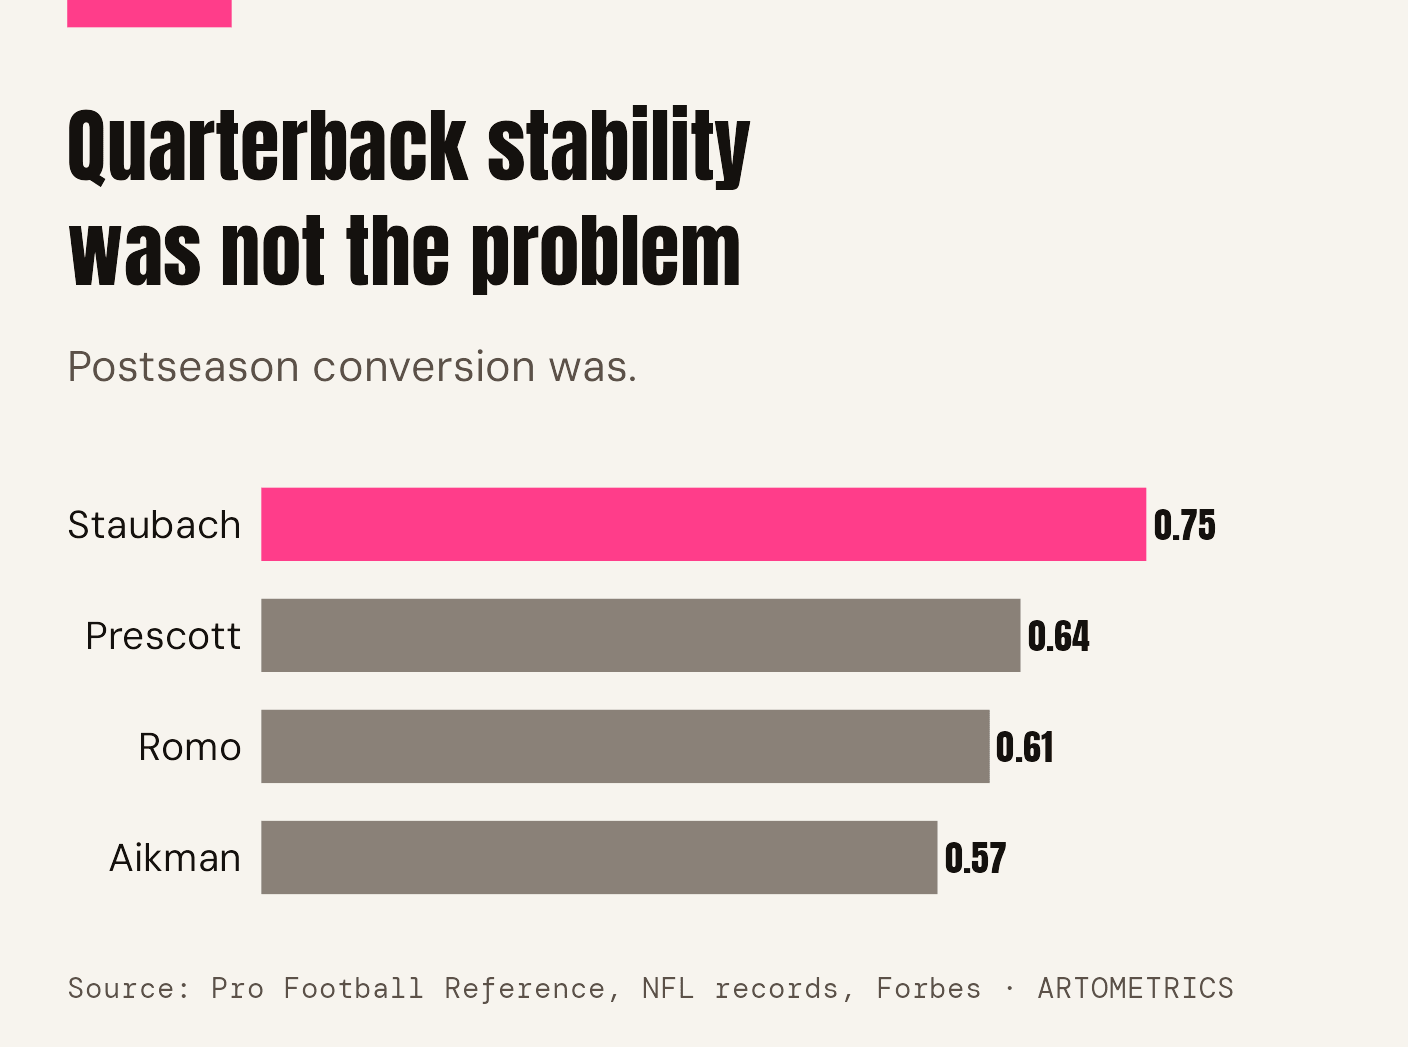 Quarterback stability
was not the problem
Postseason conversion was.
Staubach 0.75
Prescott 0.64
Romo 0.61
Aikman 0.57
Source: Pro Football Reference, NFL records, Forbes · ARTOMETRICS